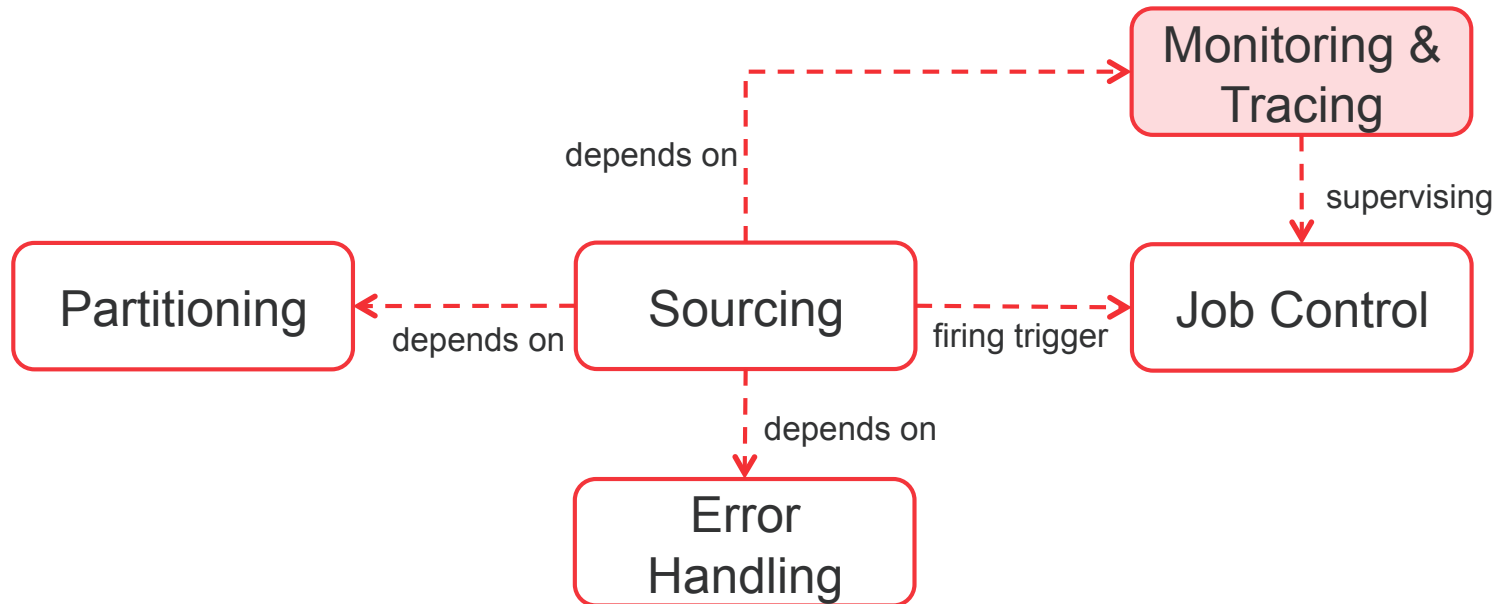 Monitoring &
Tracing
depends on
supervising
Partitioning
Sourcing
Job Control
depends on
firing trigger
depends on
Error
Handling